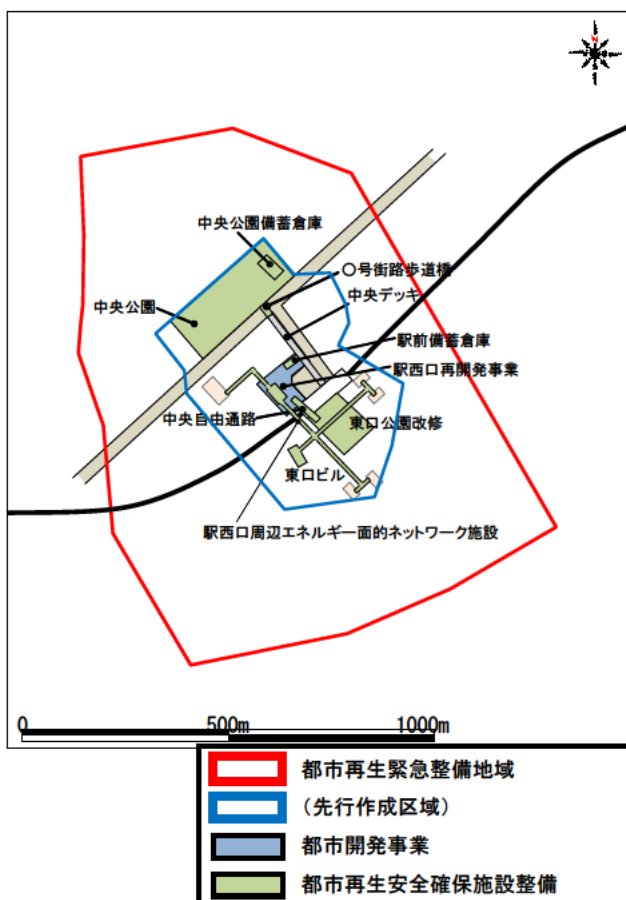 N
中央公園備蓄倉庫
〇号街路歩道橋
中央デッキ
中央公園
駅前備蓄倉庫
駅西口再開発事業
中央自由通路
東口公園改修
東口ビル
駅西口周辺エネルギー面的ネットワーク施設
0 500m 1000m
都市再生緊急整備地域
(先行作成区域)
都市開発事業
都市再生安全確保施設整備